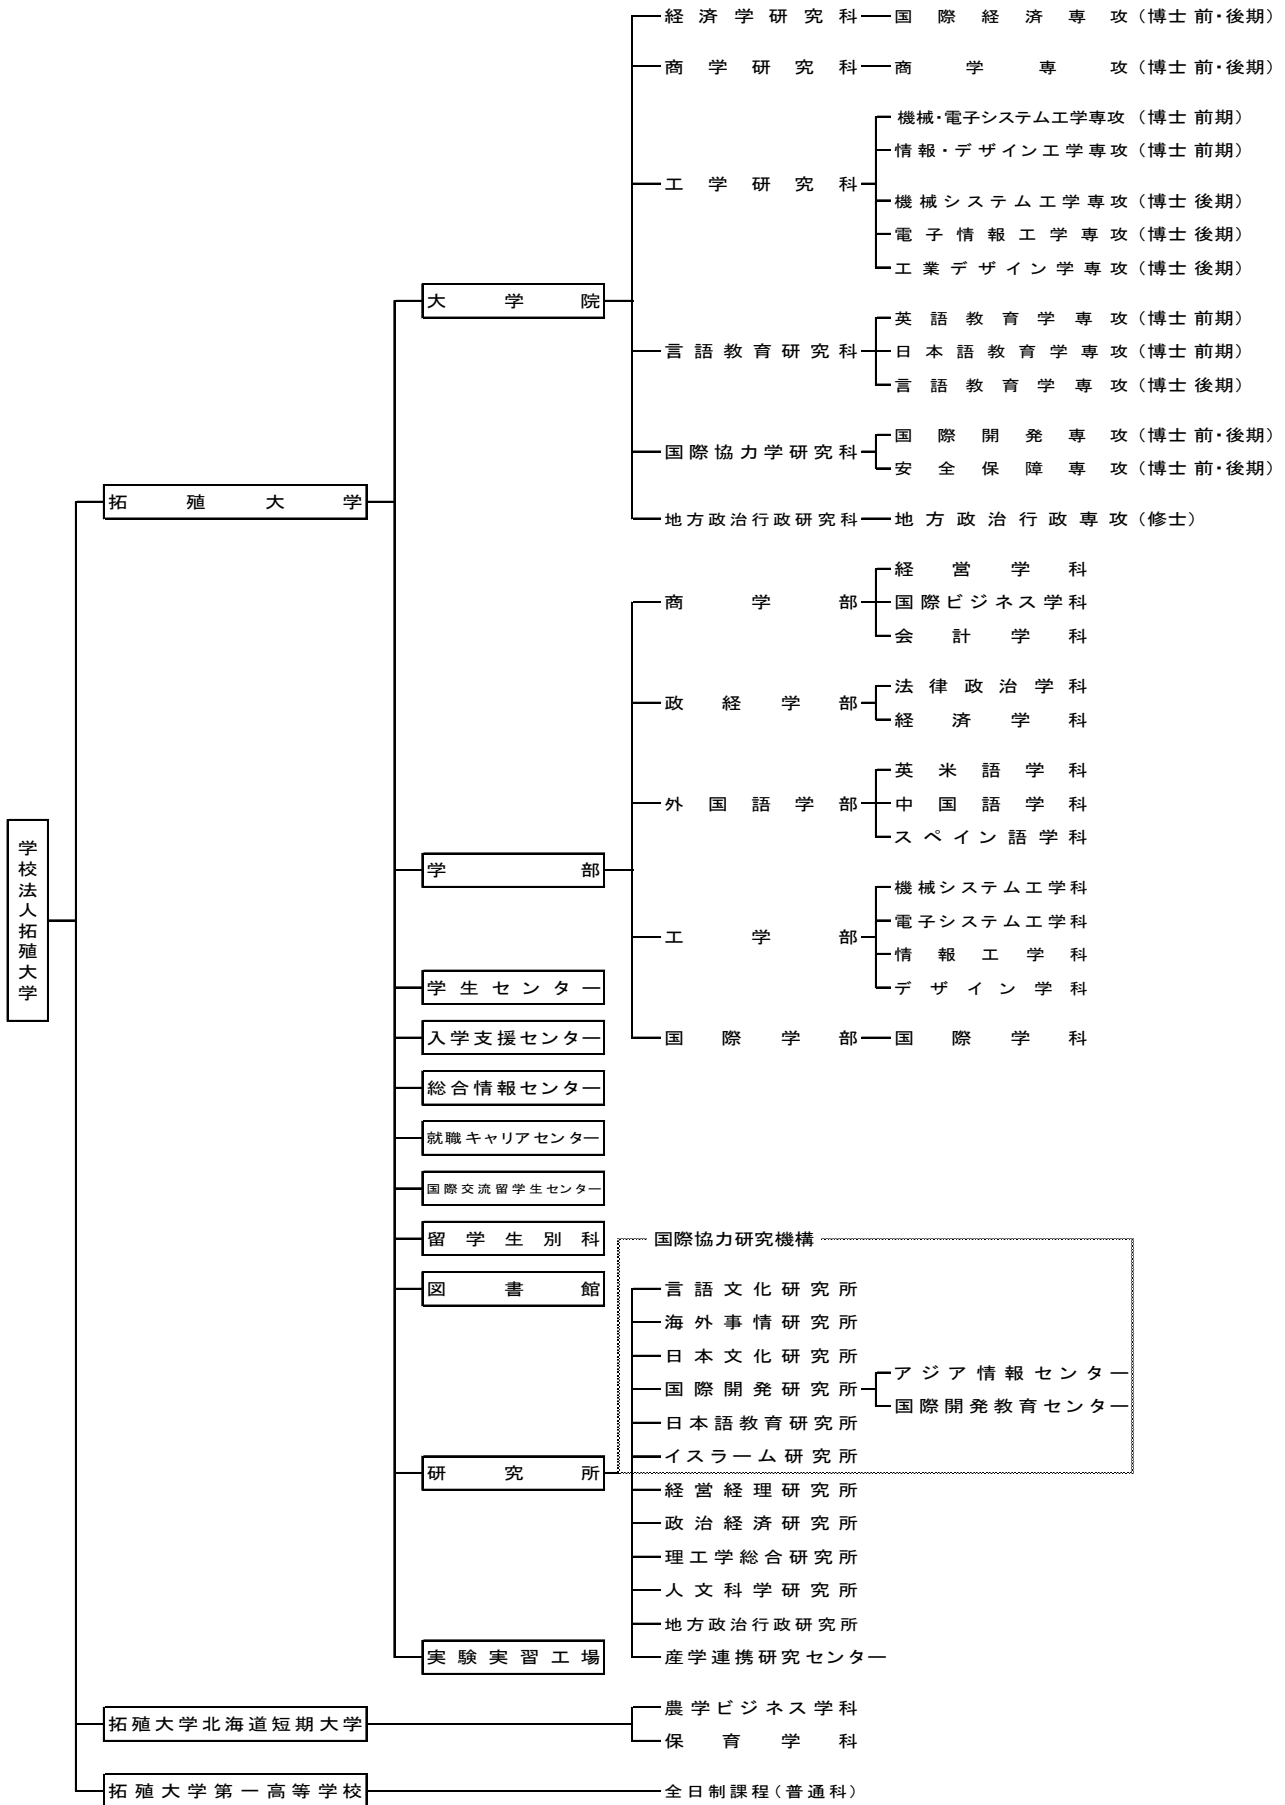 経済学研究科 国際経済専攻(博士 前・後期)
商学研究科 商学専攻(博士 前・後期)
機械・電子システム工学専攻(博士 前期)
情報・デザイン工学専攻(博士 前期)
工学研究科
機械システム工学専攻(博士 後期)
電子情報工学専攻(博士 後期)
工業デザイン学専攻(博士 後期)
大学院
英語教育学専攻(博士 前期)
言語教育研究科 日本語教育学専攻(博士 前期)
言語教育学専攻(博士 後期)
国際開発専攻(博士 前・後期)
国際協力学研究科
安全保障専攻(博士 前・後期)
拓殖大学
地方政治行政研究科 地方政治行政専攻(修士)
経営学科
商学部 国際ビジネス学科
会計学科
法律政治学科
政経学部
経済学科
英米語学科
外国語学部 中国語学科
スペイン語学科
学校法人拓殖大学
学部
機械システム工学科
電子システム工学科
工学部
情報工学科
デザイン学科
学生センター
入学支援センター 国際学部 国際学科
総合情報センター
就職キャリアセンター
国際交流留学生センター
留学生別科 国際協力研究機構
図書館 言語文化研究所
海外事情研究所
日本文化研究所
アジア情報センター
国際開発研究所
国際開発教育センター
日本語教育研究所
イスラーム研究所
研究所
経営経理研究所
政治経済研究所
理工学総合研究所
人文科学研究所
地方政治行政研究所
実験実習工場 産学連携研究センター
農学ビジネス学科
拓殖大学北海道短期大学
保育学科
拓殖大学第一高等学校 全日制課程(普通科)